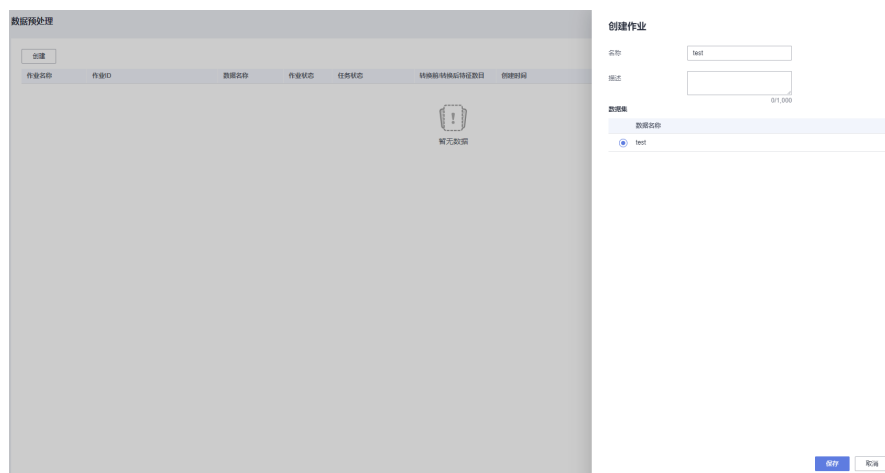 数据预处理
创建
作业名称 作业ID 数据名称 作业状态 任务状态 转换前/转换后特征数目 创建时间
暂无数据
创建作业
名称 test
描述
0/1,000
数据集
数据名称
test
保存 取消